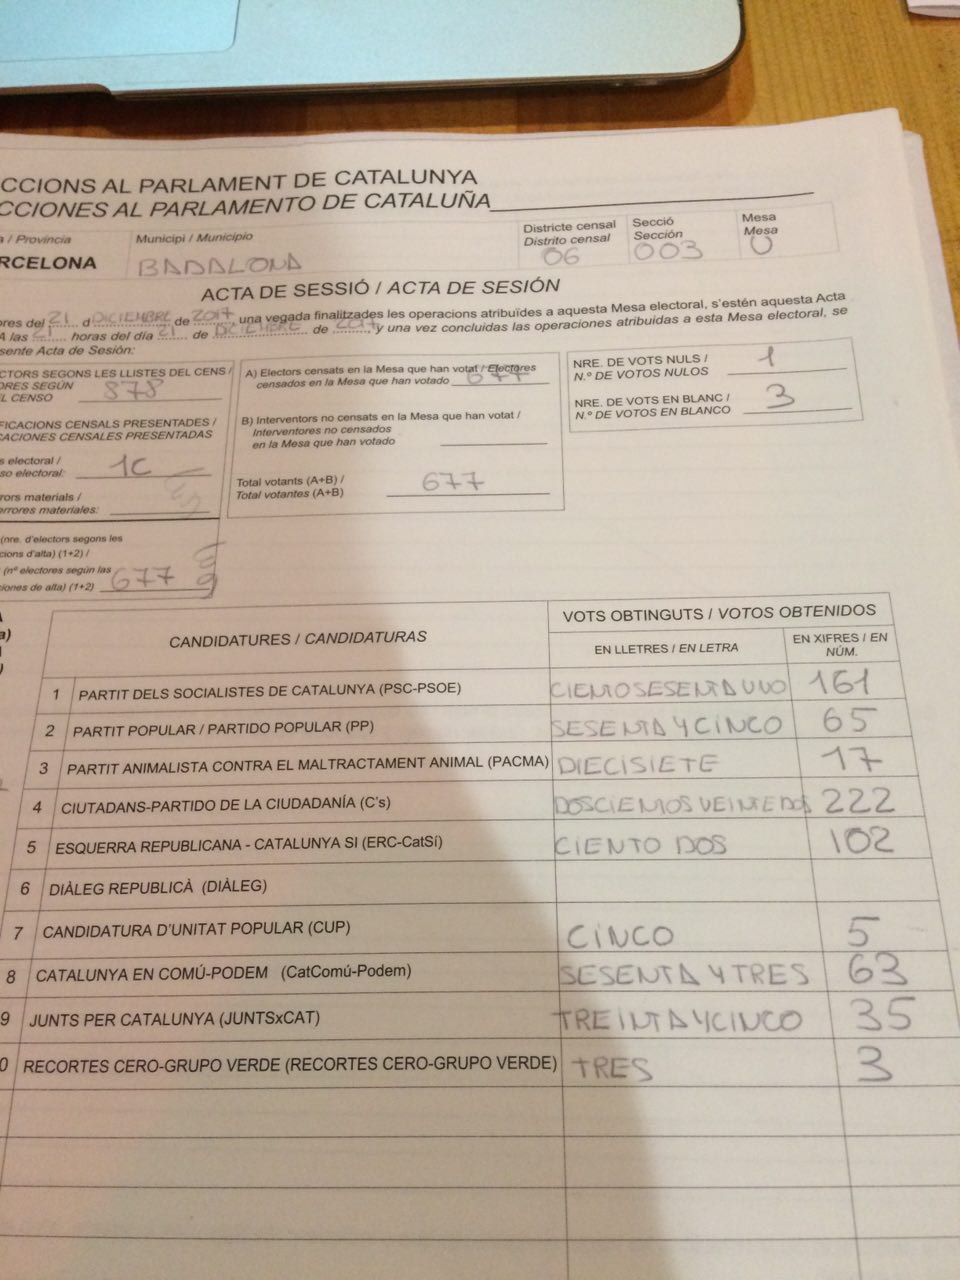 CCIONS AL PARLAMENT DE CATALUNYA
CCIONES AL PARLAMENTO DE CATALUÑA
a / Provincia
RCELONA
Municipi / Municipio
BADALONA
Districte censal
Distrito censal
06
Secció
Sección
003
Mesa
Mesa
U
ACTA DE SESSIÓ / ACTA DE SESIÓN
ores del 21 d DICIEMBRE de 2017 una vegada finalitzades les operacions atribuïdes a aquesta Mesa electoral, s'estén aquesta Acta
A las 21 horas del día 21 de DICIEMBRE de 2017 y una vez concluidas las operaciones atribuidas a esta Mesa electoral, se
sente Acta de Sesión:
CTORS SEGONS LES LLISTES DEL CENS /
ORES SEGÚN
L CENSO 878
FICACIONS CENSALS PRESENTADES /
CACIONES CENSALES PRESENTADAS
s electoral /
so electoral:
rors materials /
errores materiales:
(nre. d'electors segons les
cions d'alta) (1+2) /
(nº electores según las
ciones de alta) (1+2) 677
A) Electors censats en la Mesa que han votat / Electores
censados en la Mesa que han votado 677
B) Interventors no censats en la Mesa que han votat /
Interventores no censados
en la Mesa que han votado
Total votants (A+B) /
Total votantes (A+B) 677
NRE. DE VOTS NULS /
N.º DE VOTOS NULOS 1
NRE. DE VOTS EN BLANC /
N.º DE VOTOS EN BLANCO 3
CANDIDATURES / CANDIDATURAS
VOTS OBTINGUTS / VOTOS OBTENIDOS
EN LLETRES / EN LETRA
EN XIFRES / EN
NÚM.
1 PARTIT DELS SOCIALISTES DE CATALUNYA (PSC-PSOE) CIENTOSESENTA UNO 161
2 PARTIT POPULAR / PARTIDO POPULAR (PP) SESENTA Y CINCO 65
3 PARTIT ANIMALISTA CONTRA EL MALTRACTAMENT ANIMAL (PACMA) DIECISIETE 17
4 CIUTADANS-PARTIDO DE LA CIUDADANÍA (C's) DOSCIENTOS VEINTE DOS 222
5 ESQUERRA REPUBLICANA - CATALUNYA SI (ERC-CatSí) CIENTO DOS 102
6 DIÀLEG REPUBLICÀ (DIÀLEG)
7 CANDIDATURA D'UNITAT POPULAR (CUP) CINCO 5
8 CATALUNYA EN COMÚ-PODEM (CatComú-Podem) SESENTA Y TRES 63
9 JUNTS PER CATALUNYA (JUNTSxCAT) TREINTA Y CINCO 35
0 RECORTES CERO-GRUPO VERDE (RECORTES CERO-GRUPO VERDE) TRES 3